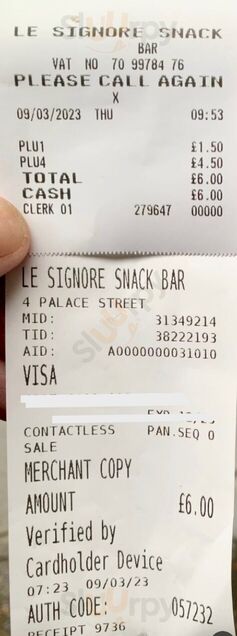 LE SIGNORE SNACK
BAR
VAT NO 70 99784 76
PLEASE CALL AGAIN
X
09/03/2023 THU 09:53
PLU1 £1.50
PLU4 £4.50
TOTAL £6.00
CASH £6.00
CLERK 01 279647 00000
LE SIGNORE SNACK BAR
4 PALACE STREET
MID: 31349214
TID: 38222193
AID: A0000000031010
VISA
CONTACTLESS PAN.SEQ 0
SALE
MERCHANT COPY
AMOUNT £6.00
Verified by
Cardholder Device
07:23 09/03/23
AUTH CODE: 057232
RECEIPT 9736